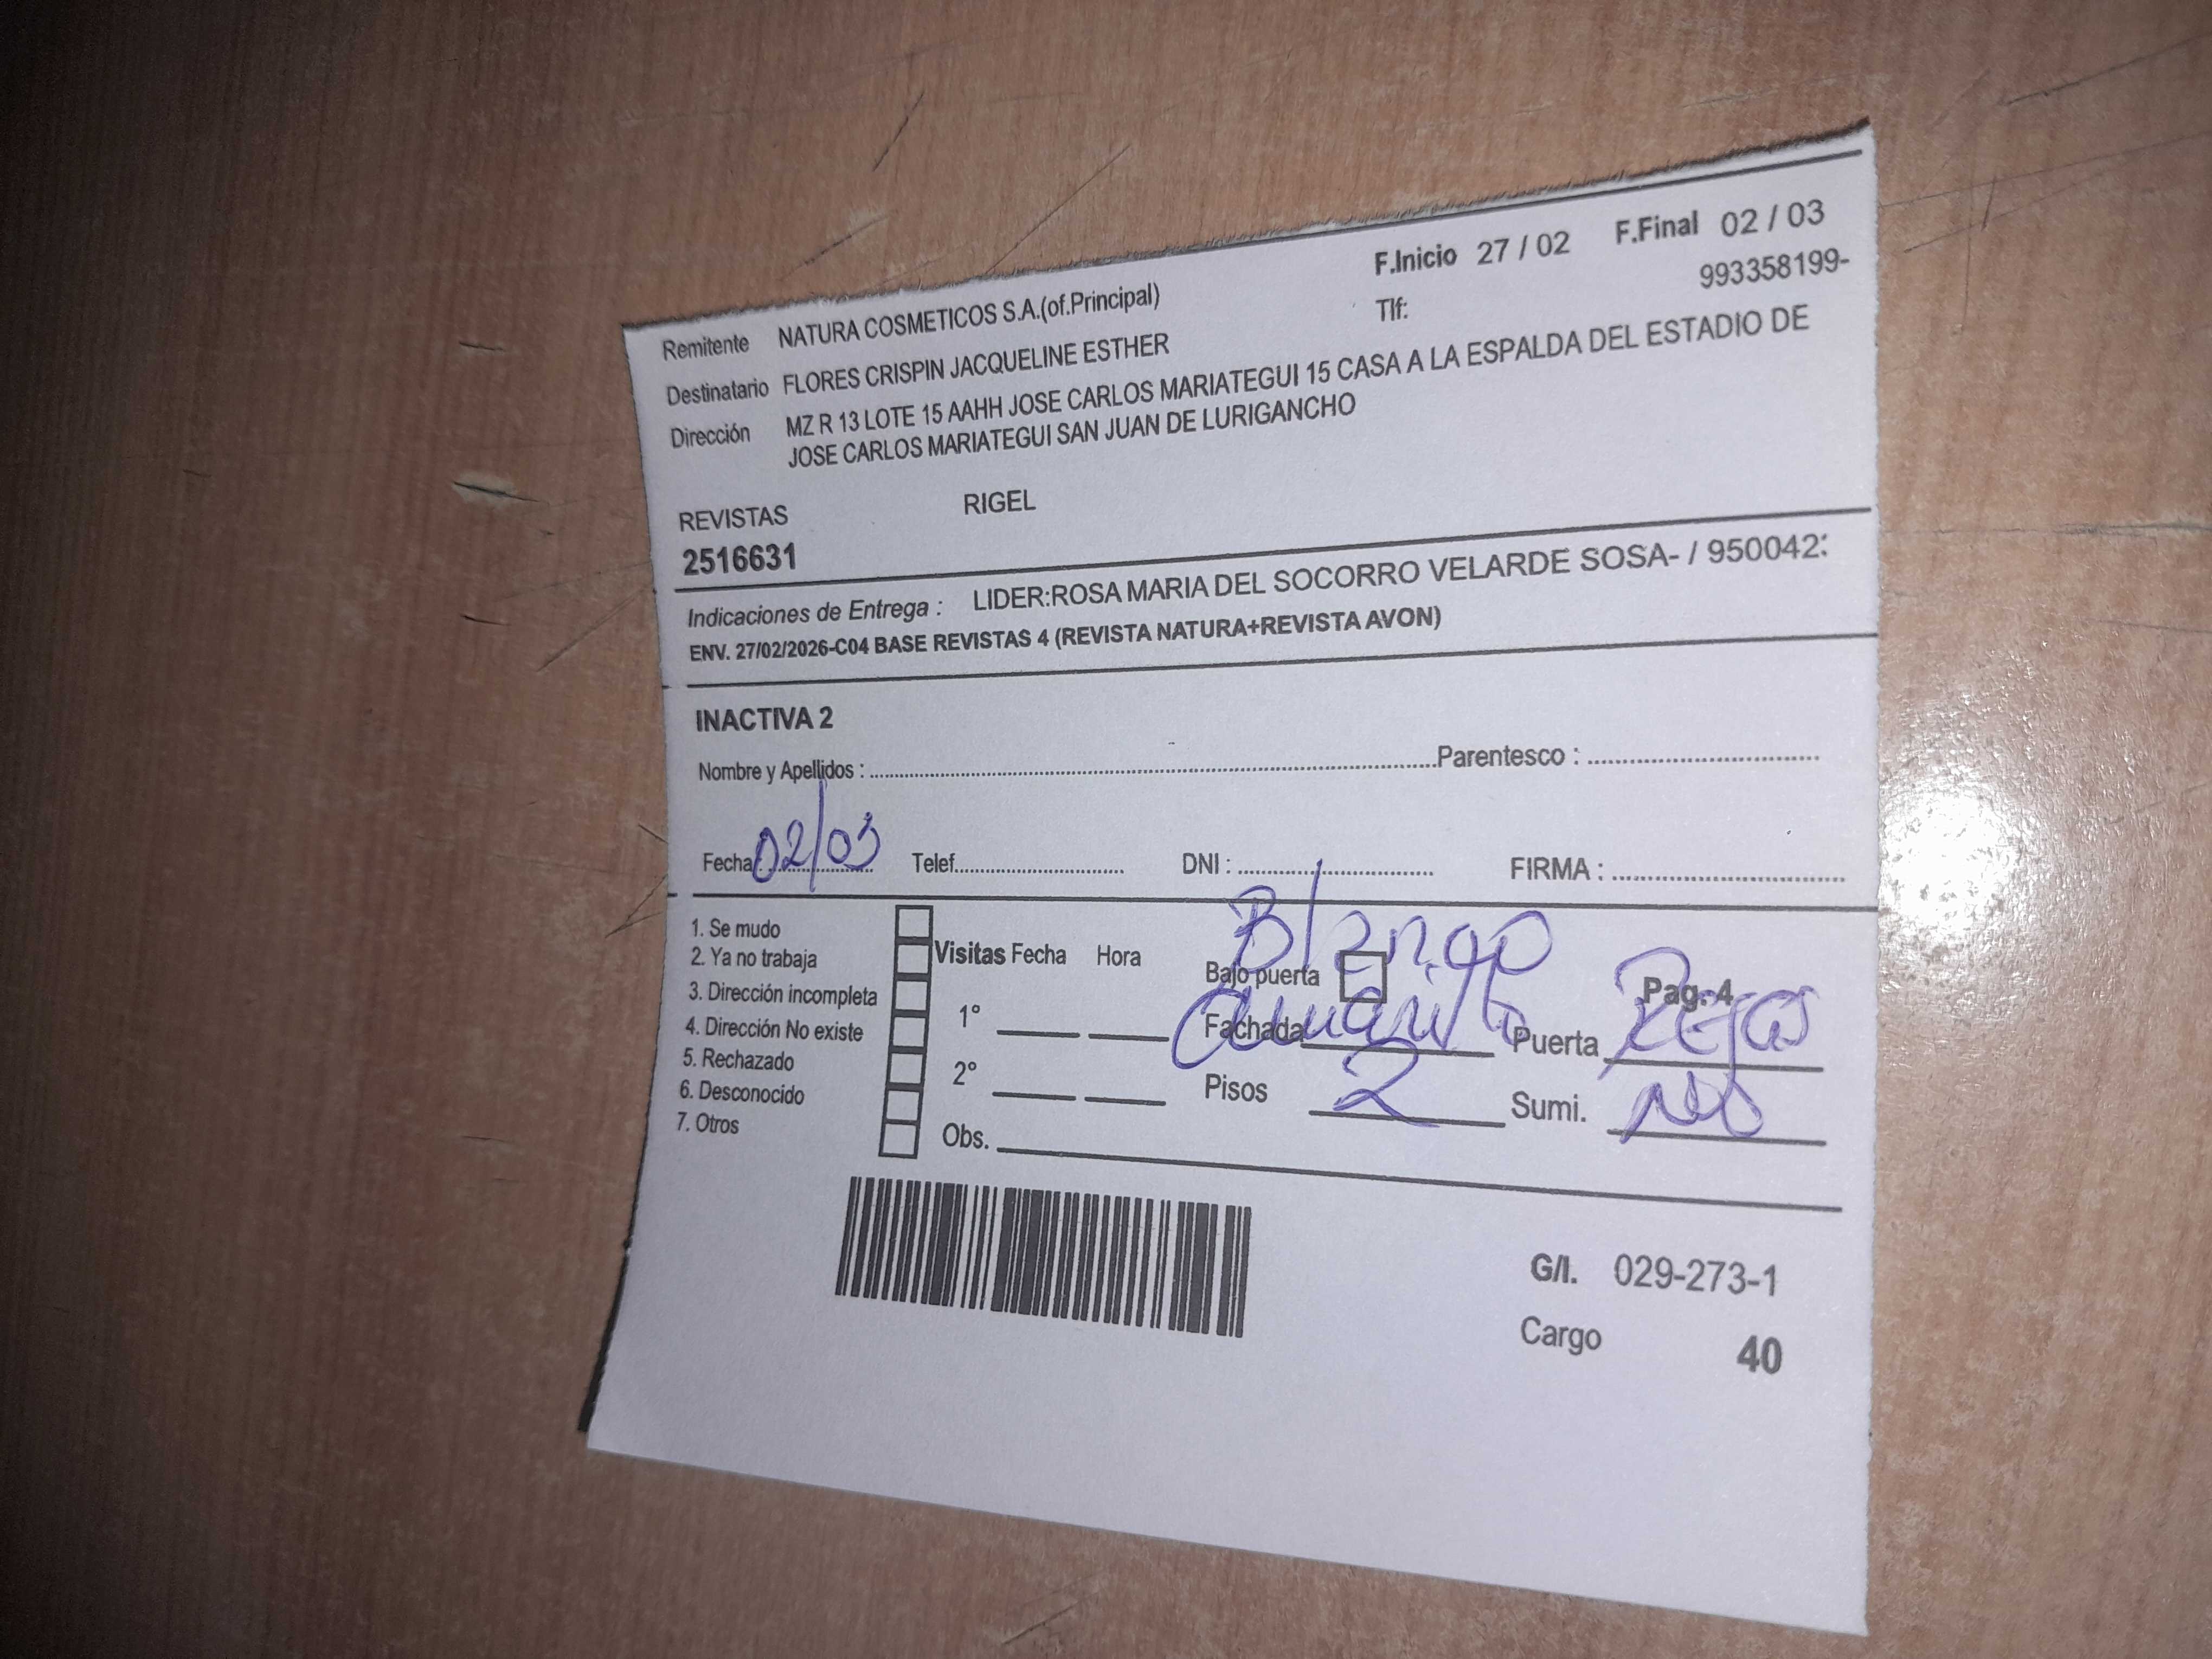 F.Inicio 27 / 02 F.Final 02 / 03
Remitente NATURA COSMETICOS S.A.(of.Principal) Tlf: 993358199-
Destinatario FLORES CRISPIN JACQUELINE ESTHER
Dirección MZ R 13 LOTE 15 AAHH JOSE CARLOS MARIATEGUI 15 CASA A LA ESPALDA DEL ESTADIO DE
JOSE CARLOS MARIATEGUI SAN JUAN DE LURIGANCHO
REVISTAS RIGEL
2516631
Indicaciones de Entrega : LIDER:ROSA MARIA DEL SOCORRO VELARDE SOSA- / 950042
ENV. 27/02/2026-C04 BASE REVISTAS 4 (REVISTA NATURA+REVISTA AVON)
INACTIVA 2
Nombre y Apellidos : Parentesco :
Fecha 02/03 Telef. DNI : FIRMA :
1. Se mudo
2. Ya no trabaja
3. Dirección incompleta
4. Dirección No existe
5. Rechazado
6. Desconocido
7. Otros
Visitas Fecha Hora
1°
2°
Obs.
Blanco
Bajo puerta Pag. 4
Fachada amarillo Puerta Rejas
Pisos 2 Sumi. no
G/I. 029-273-1
Cargo 40